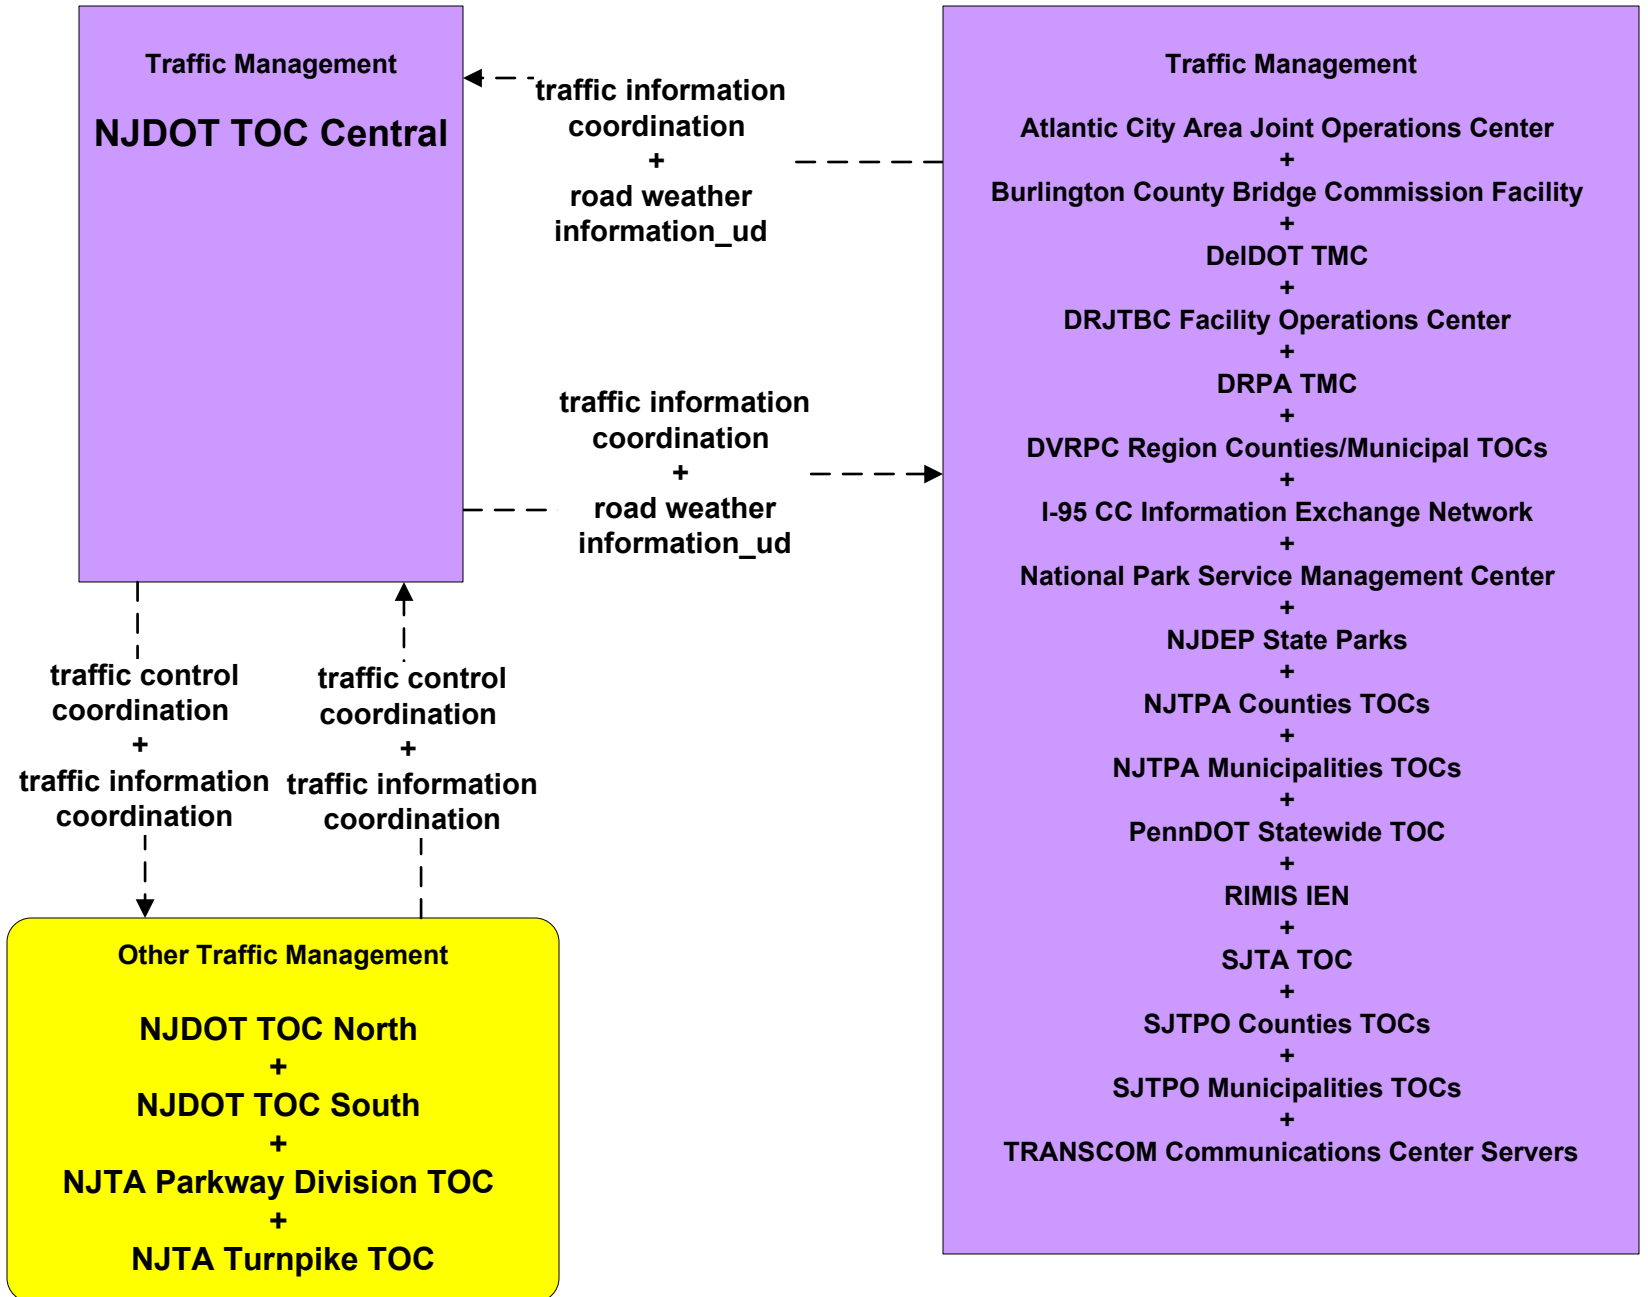 Traffic Management
NJDOT TOC Central
traffic information
coordination
+
road weather
information_ud
traffic information
coordination
+
road weather
information_ud
Traffic Management
Atlantic City Area Joint Operations Center
+
Burlington County Bridge Commission Facility
+
DelDOT TMC
+
DRJTBC Facility Operations Center
+
DRPA TMC
+
DVRPC Region Counties/Municipal TOCs
+
I-95 CC Information Exchange Network
+
National Park Service Management Center
+
NJDEP State Parks
+
NJTPA Counties TOCs
+
NJTPA Municipalities TOCs
+
PennDOT Statewide TOC
+
RIMIS IEN
+
SJTA TOC
+
SJTPO Counties TOCs
+
SJTPO Municipalities TOCs
+
TRANSCOM Communications Center Servers
traffic control
coordination
+
traffic information
coordination
traffic control
coordination
+
traffic information
coordination
Other Traffic Management
NJDOT TOC North
+
NJDOT TOC South
+
NJTA Parkway Division TOC
+
NJTA Turnpike TOC